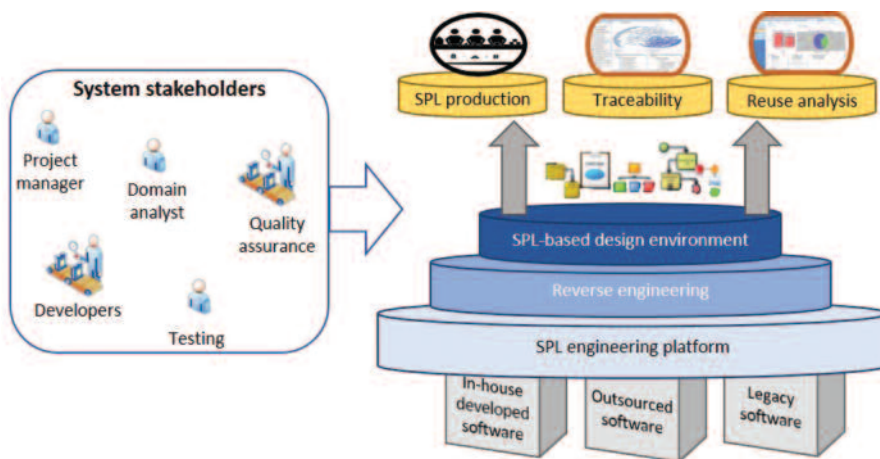 System stakeholders
Project
manager
Domain
analyst
Quality
assurance
Developers
Testing
SPL production
Traceability
Reuse analysis
SPL-based design environment
Reverse engineering
SPL engineering platform
In-house
developed
software
Outsourced
software
Legacy
software